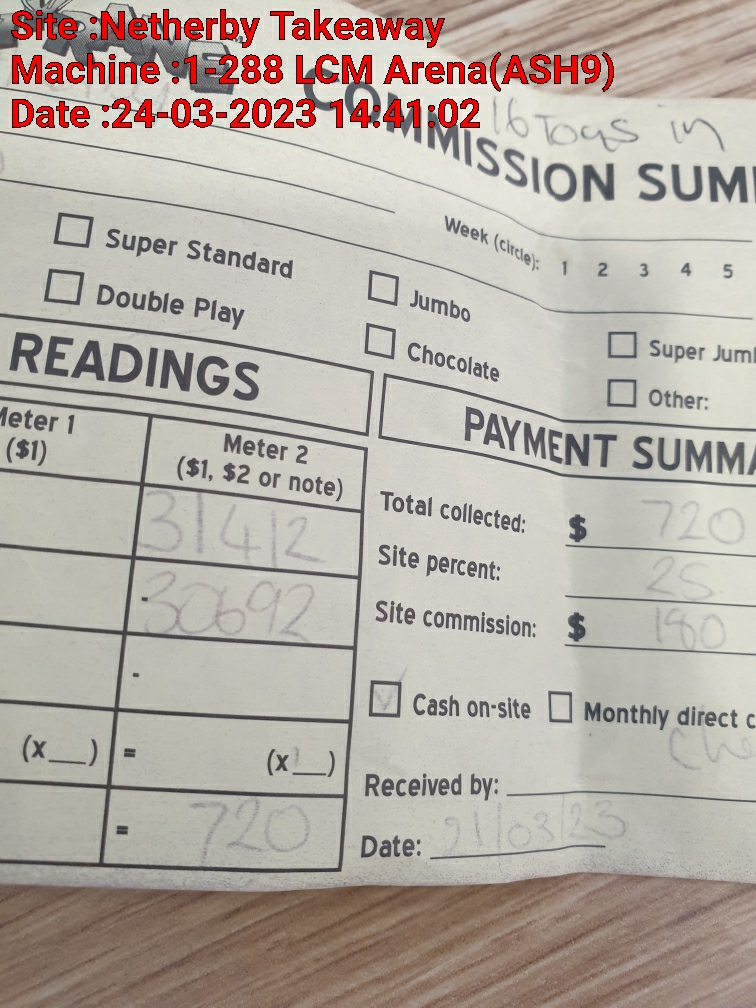 Site :Netherby Takeaway
Machine :1-288 LCM Arena(ASH9)
Date :24-03-2023 14:41:02
16 Toys in
COMMISSION SUMM
Week (circle): 1 2 3 4 5
Super Standard
Double Play
Jumbo
Chocolate
Super Jum
Other:
READINGS
Meter 1
($1)
Meter 2
($1, $2 or note)
31412
- 30692
-
(x__) = (x__)
= 720
PAYMENT SUMMA
Total collected: $ 720
Site percent: 25
Site commission: $ 180
Cash on-site
Monthly direct c
Received by:
Date: 21/03/23